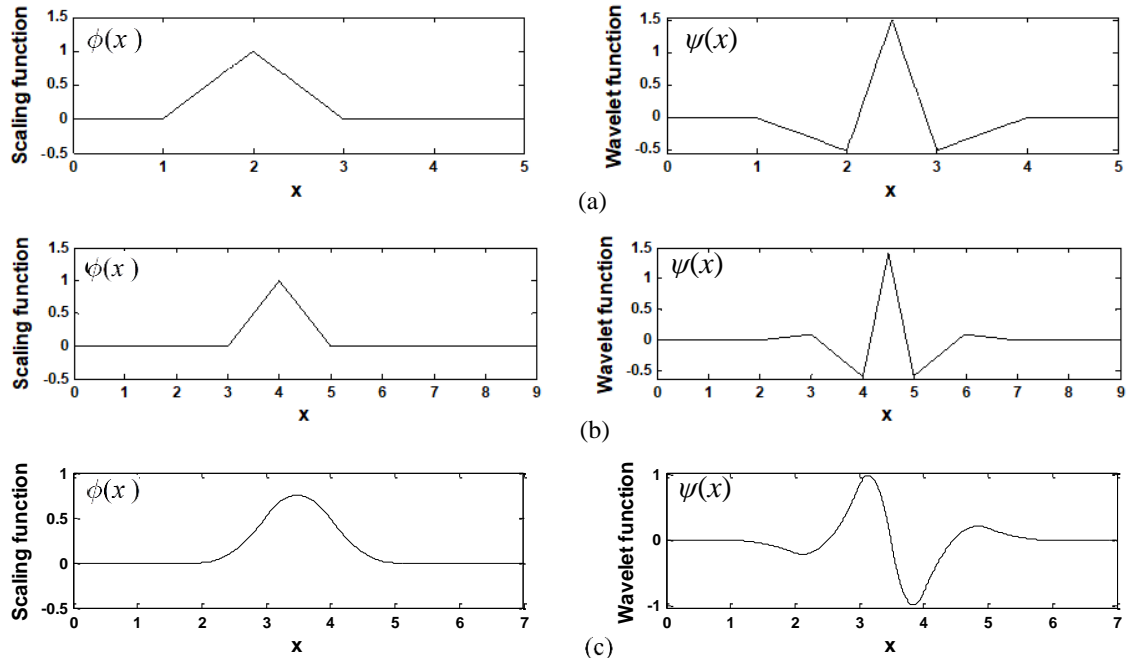 Scaling function
1.5
1
0.5
0
-0.5
ϕ(x )
0 1 2 3 4 5
x
Wavelet function
1.5
1
0.5
0
-0.5
ψ(x)
0 1 2 3 4 5
x
(a)
Scaling function
1.5
1
0.5
0
-0.5
ϕ(x )
0 1 2 3 4 5 6 7 8 9
x
Wavelet function
1.5
1
0.5
0
-0.5
ψ(x)
0 1 2 3 4 5 6 7 8 9
x
(b)
Scaling function
1
0.5
0
-0.5
ϕ(x )
0 1 2 3 4 5 6 7
x
Wavelet function
1
0
-1
ψ(x)
0 1 2 3 4 5 6 7
x
(c)